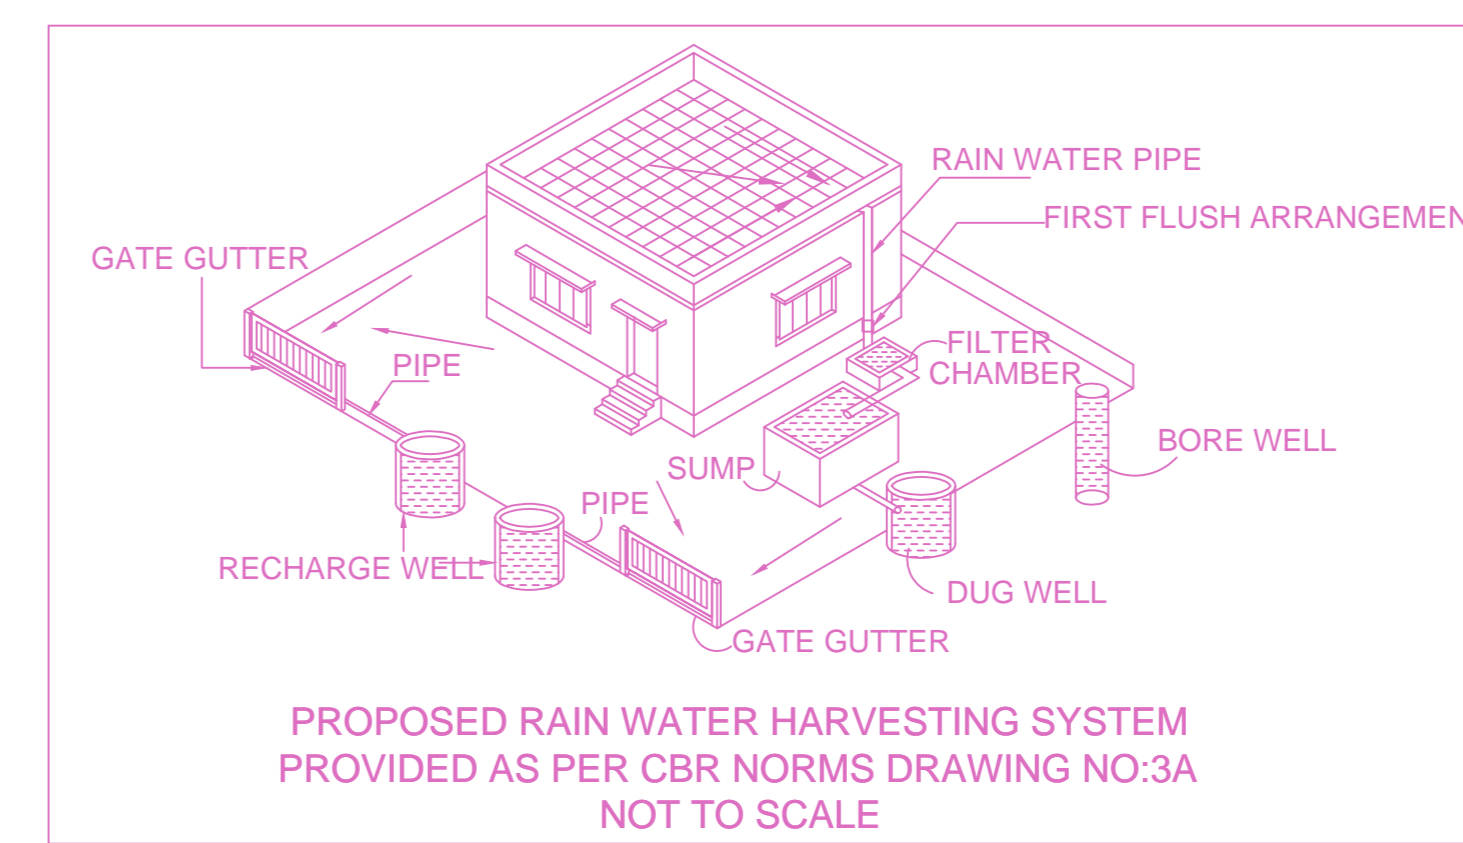 RAIN WATER PIPE
FIRST FLUSH ARRANGEMEN
GATE GUTTER
FILTER
CHAMBER
PIPE
BORE WELL
SUMP
PIPE
RECHARGE WELL
DUG WELL
GATE GUTTER
PROPOSED RAIN WATER HARVESTING SYSTEM
PROVIDED AS PER CBR NORMS DRAWING NO:3A
NOT TO SCALE